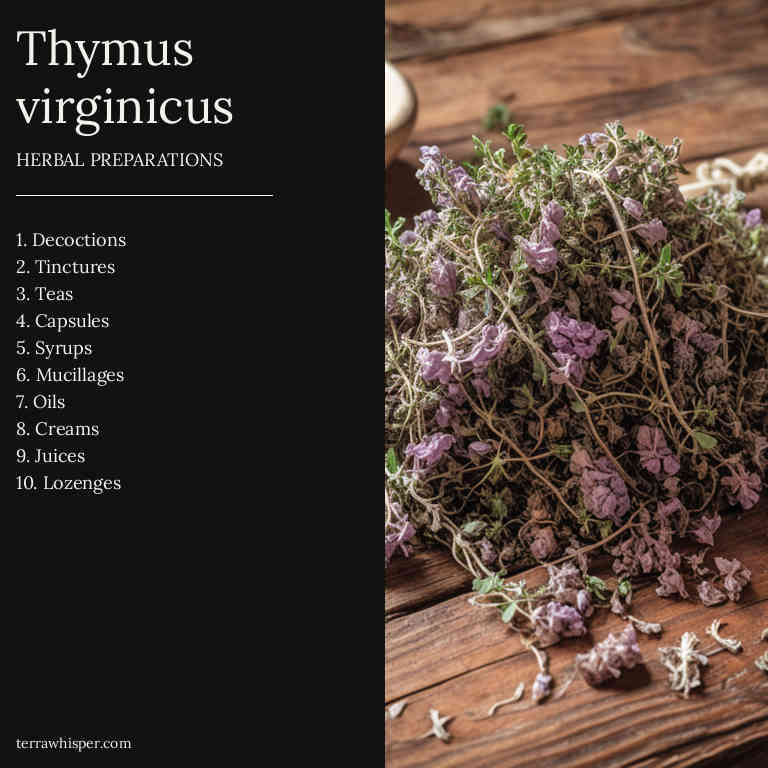 Thymus
virginicus
HERBAL PREPARATIONS
1. Decoctions
2. Tinctures
3. Teas
4. Capsules
5. Syrups
6. Mucillages
7. Oils
8. Creams
9. Juices
10. Lozenges
terrawhisper.com